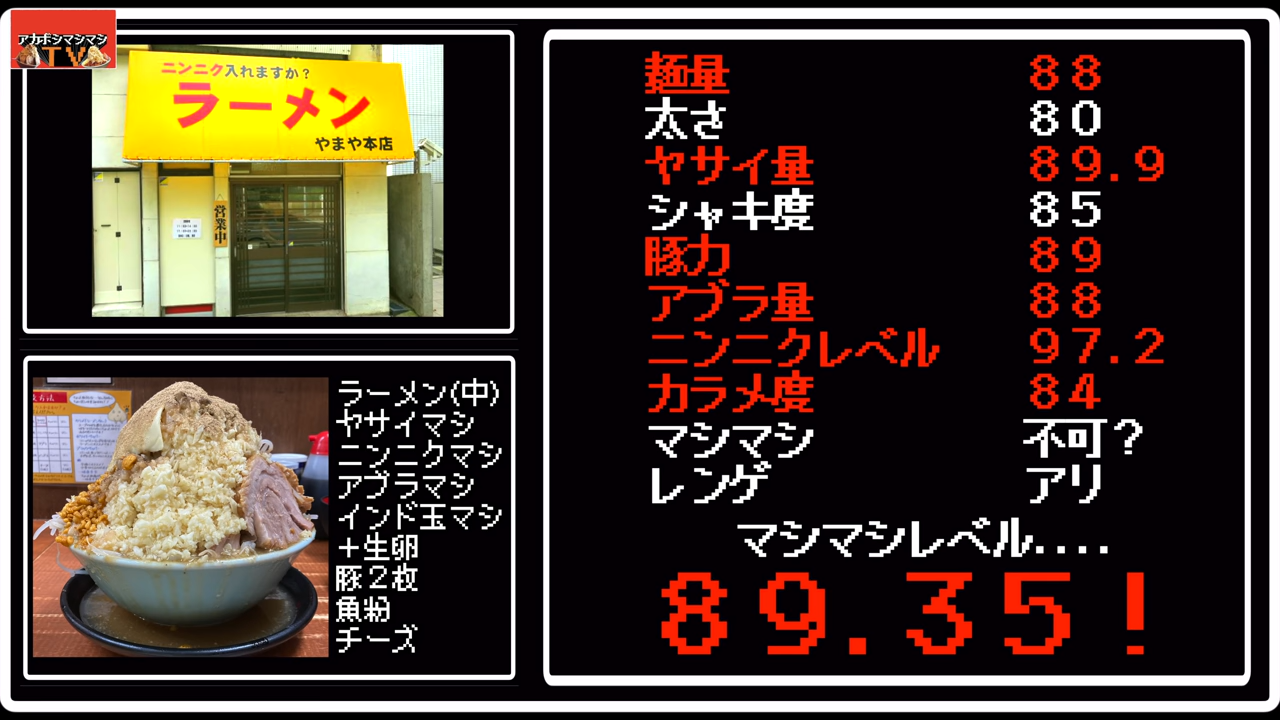 アカホシマシマシ
TV
ニンニク入れますか？
ラーメン
やまや本店
営業中
ラーメン(中)
ヤサイマシ
ニンニクマシ
アブラマシ
インド玉マシ
＋生卵
豚２枚
魚粉
チーズ
麺量 88
太さ 80
ヤサイ量 89.9
シャキ度 85
豚力 89
アブラ量 88
ニンニクレベル 97.2
カラメ度 84
マシマシ 不可？
レンゲ アリ
マシマシレベル....
89.35！